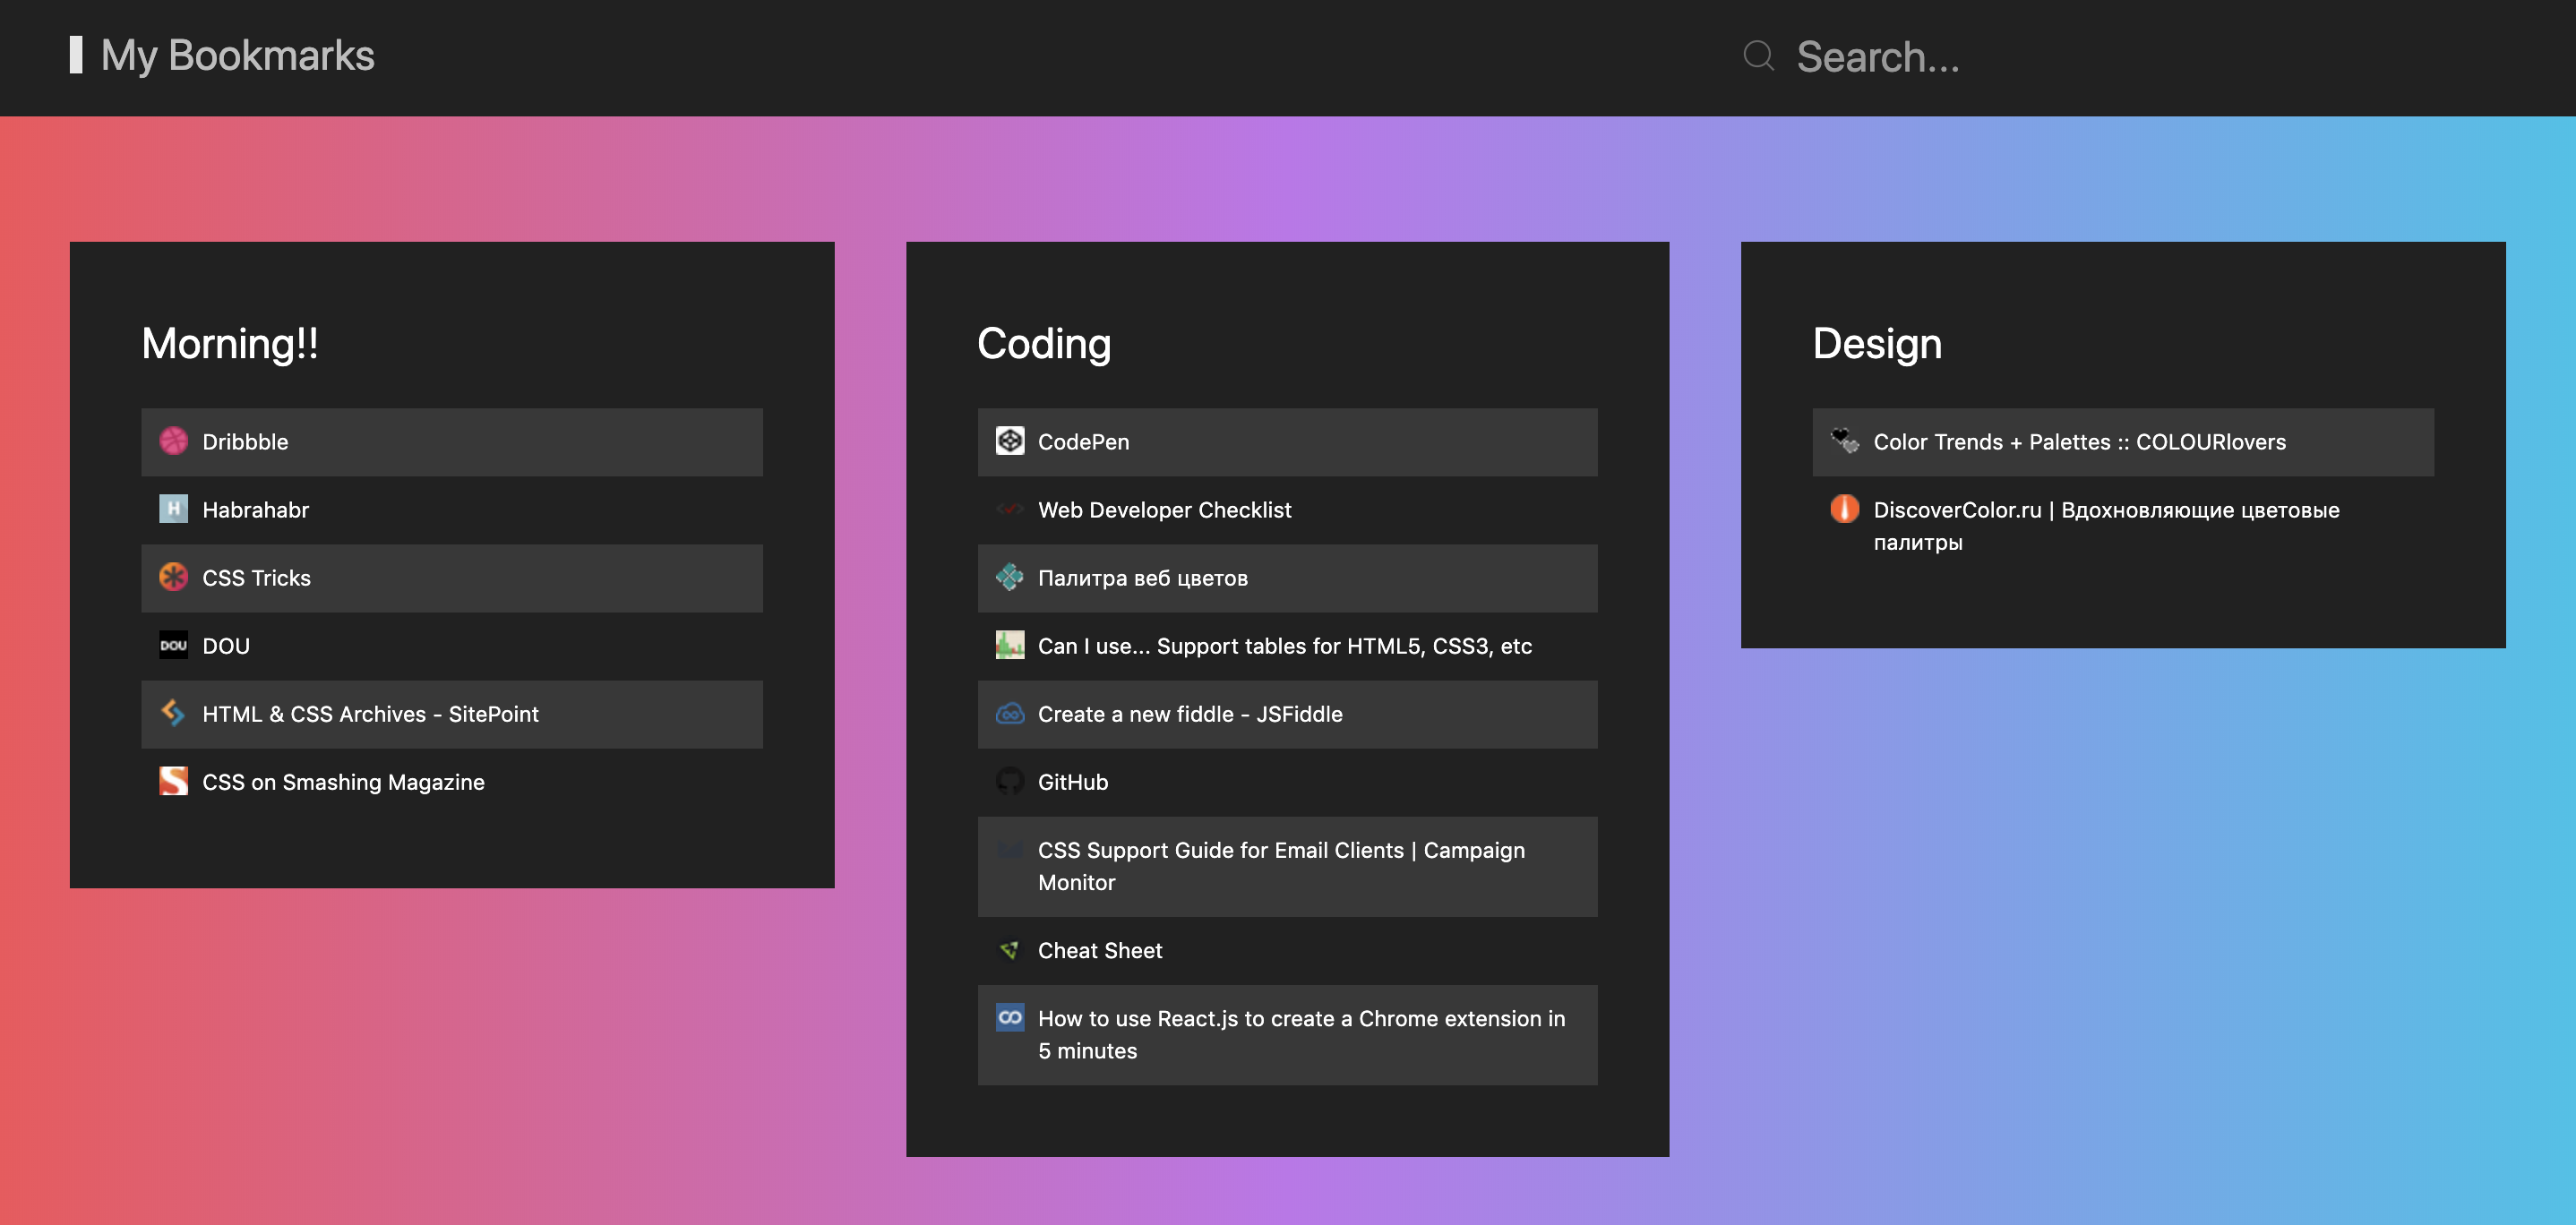 My Bookmarks
Search...
Morning!!
Dribbble
H
Habrahabr
CSS Tricks
DOU
DOU
HTML & CSS Archives - SitePoint
S
CSS on Smashing Magazine
Coding
CodePen
Web Developer Checklist
Палитра веб цветов
Can I use... Support tables for HTML5, CSS3, etc
Create a new fiddle - JSFiddle
GitHub
CSS Support Guide for Email Clients | Campaign
Monitor
Cheat Sheet
How to use React.js to create a Chrome extension in
5 minutes
Design
Color Trends + Palettes :: COLOURlovers
DiscoverColor.ru | Вдохновляющие цветовые
палитры